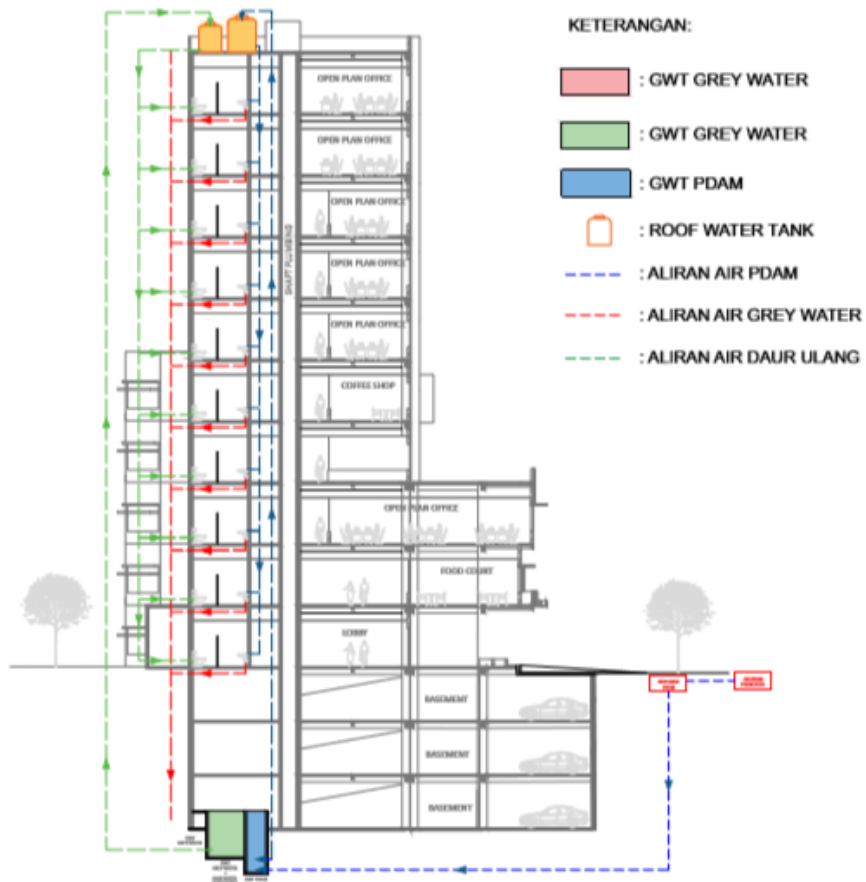 KETERANGAN:
: GWT GREY WATER
: GWT GREY WATER
: GWT PDAM
: ROOF WATER TANK
: ALIRAN AIR PDAM
: ALIRAN AIR GREY WATER
: ALIRAN AIR DAUR ULANG
OPEN PLAN OFFICE
OPEN PLAN OFFICE
OPEN PLAN OFFICE
OPEN PLAN OFFICE
OPEN PLAN OFFICE
COFFEE SHOP
OPEN PLAN OFFICE
FOOD COURT
LOBBY
BASEMENT
BASEMENT
BASEMENT
SHAFT PLUMBING